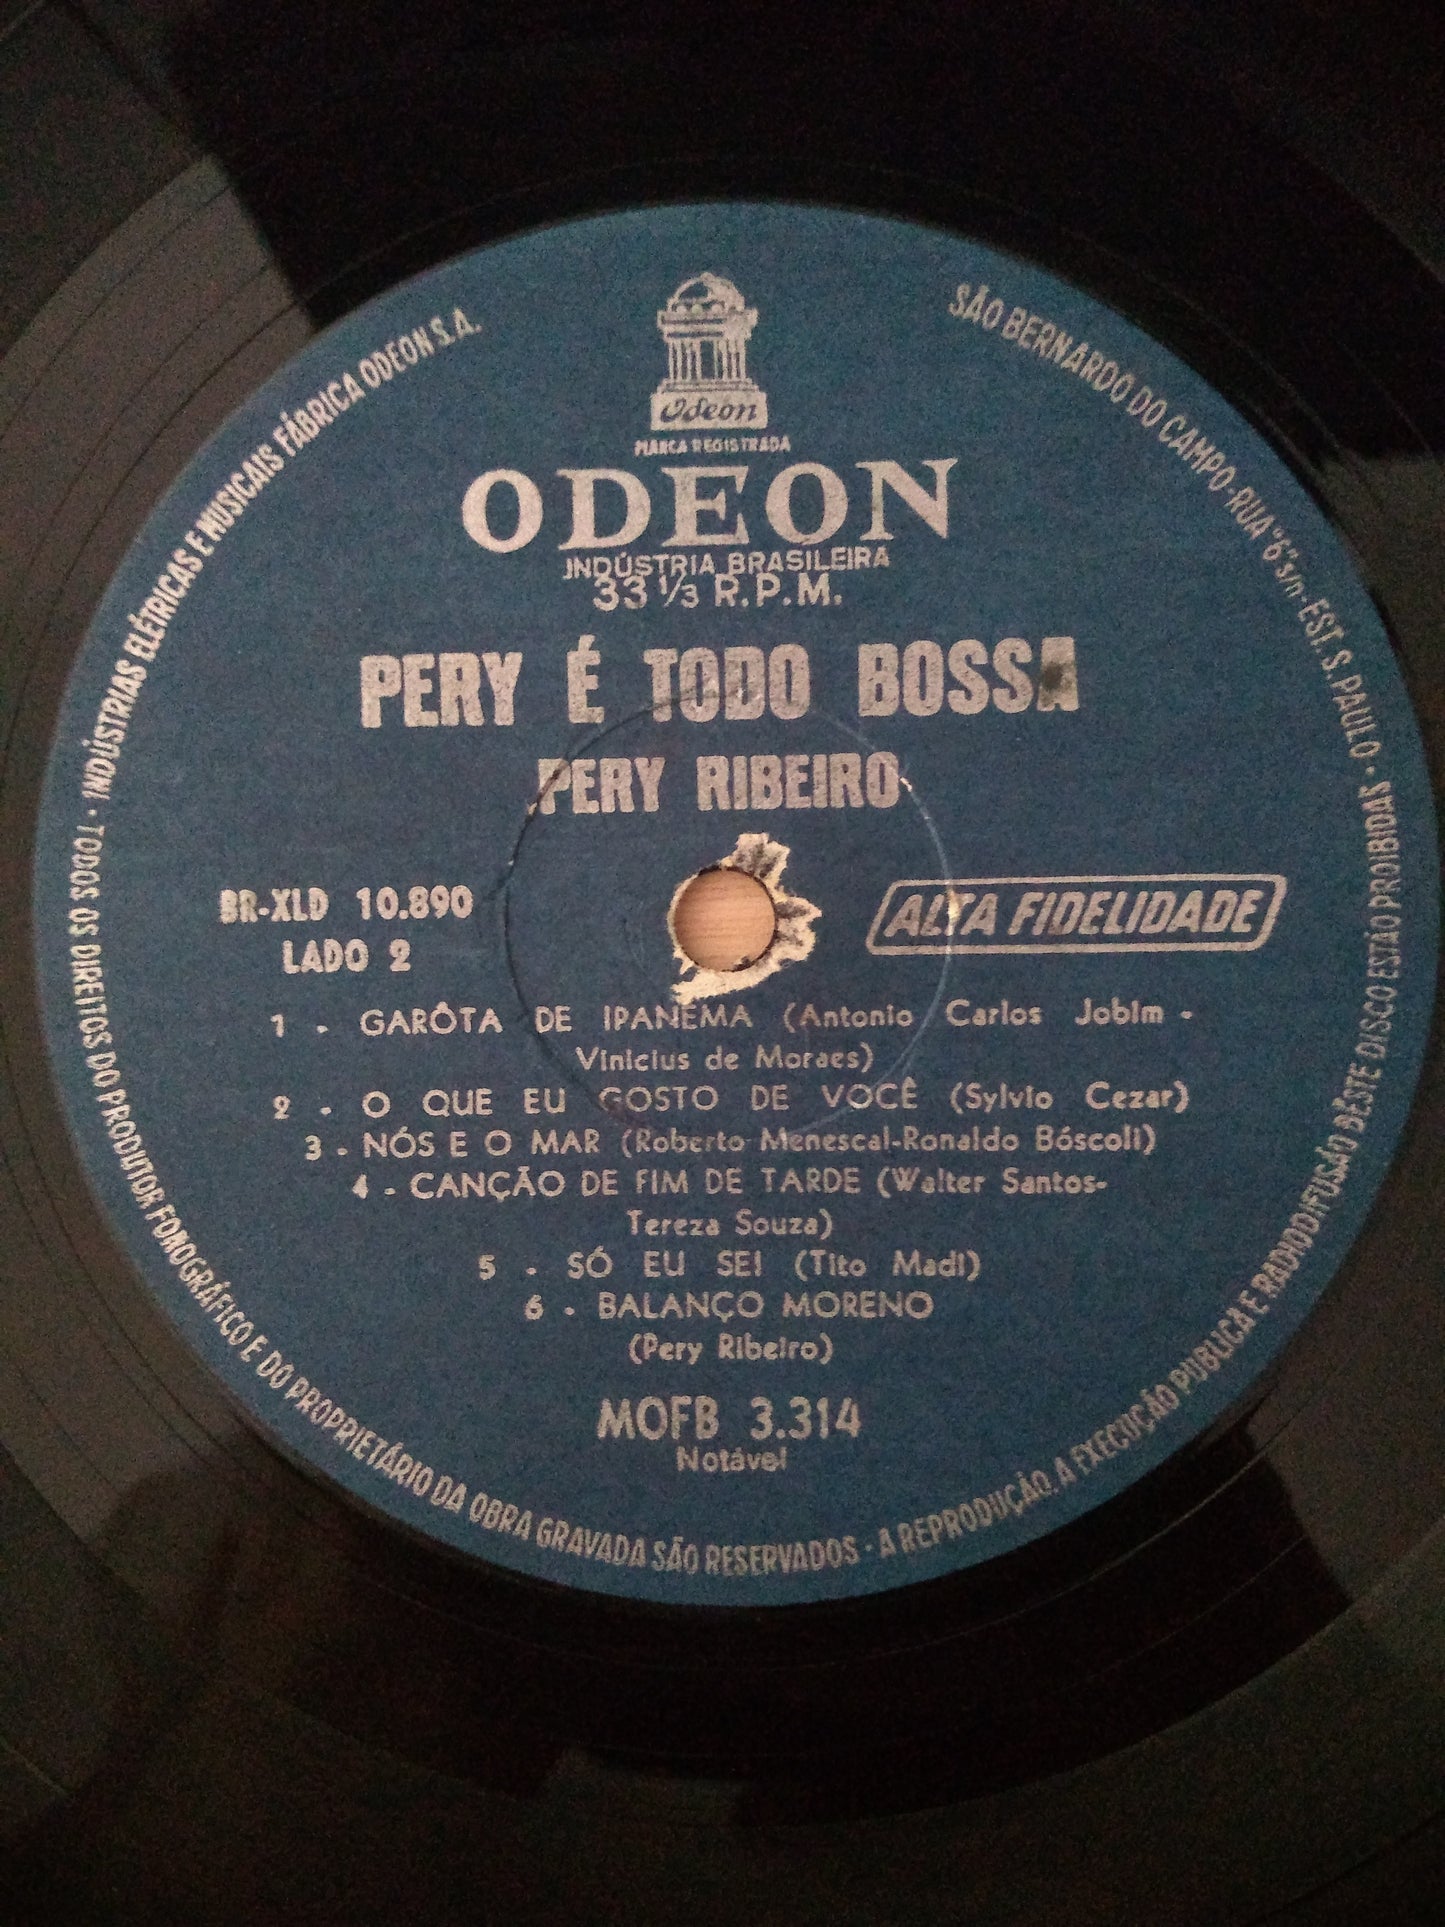 INDÚSTRIAS ELÉTRICAS E MUSICAIS FÁBRICA ODEON S.A.
SÃO BERNARDO DO CAMPO-RUA "6" s/n-EST. S. PAULO
Odeon
MARCA REGISTRADA
ODEON
INDÚSTRIA BRASILEIRA
33 1/3 R.P.M.
PERY É TODO BOSSA
PERY RIBEIRO
BR-XLD 10.890
LADO 2
ALTA FIDELIDADE
1 - GARÔTA DE IPANEMA (Antonio Carlos Jobim -
Vinicius de Moraes)
2 - O QUE EU GOSTO DE VOCÊ (Sylvio Cezar)
3 - NÓS E O MAR (Roberto Menescal-Ronaldo Bôscoli)
4 - CANÇÃO DE FIM DE TARDE (Walter Santos-
Tereza Souza)
5 - SÓ EU SEI (Tito Madi)
6 - BALANÇO MORENO
(Pery Ribeiro)
MOFB 3.314
Notável
• TODOS OS DIREITOS DO PRODUTOR FONOGRÁFICO E DO PROPRIETÁRIO DA OBRA GRAVADA SÃO RESERVADOS - A REPRODUÇÃO, A EXECUÇÃO PUBLICA E RADIODIFUSÃO DÊSTE DISCO ESTÃO PROIBIDAS •